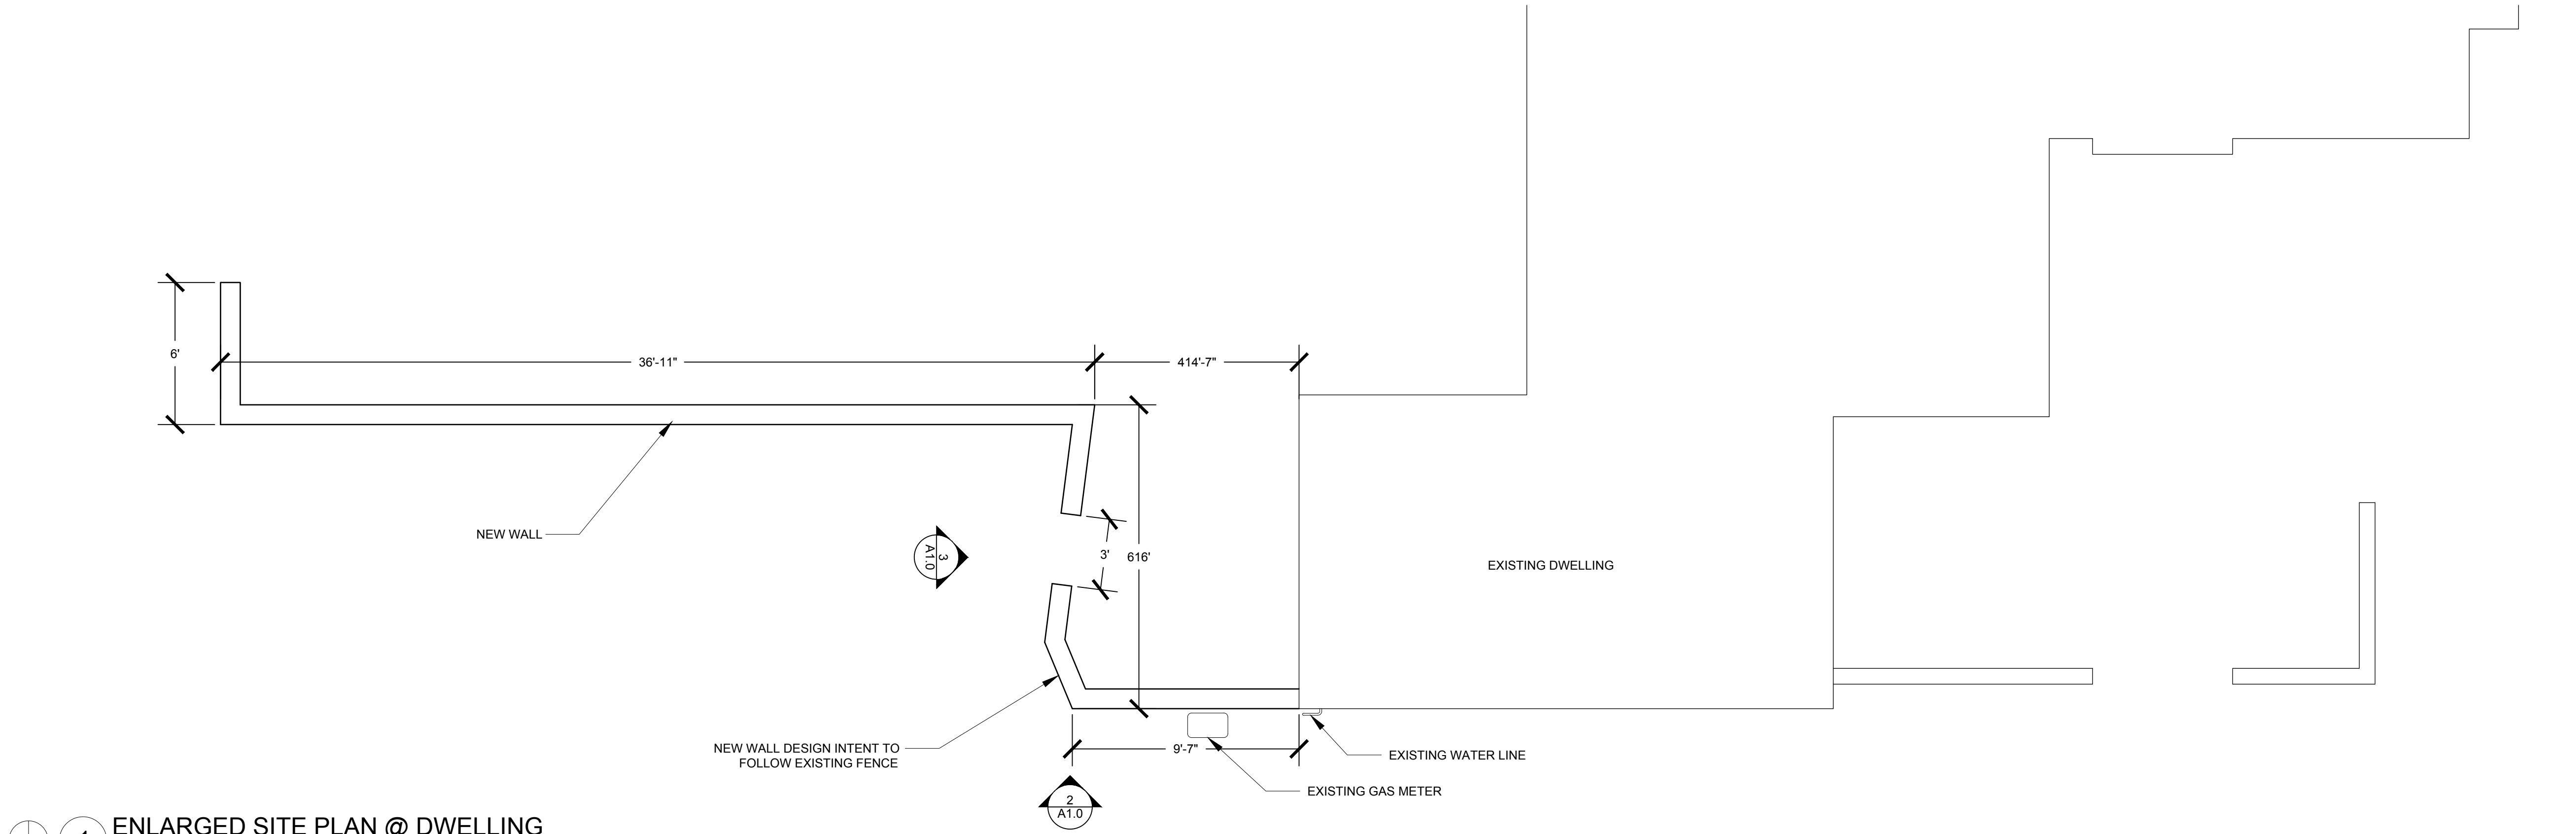 6'
36'-11"
414'-7"
NEW WALL
3
A1.0
3'
616'
EXISTING DWELLING
NEW WALL DESIGN INTENT TO
FOLLOW EXISTING FENCE
9'-7"
EXISTING WATER LINE
EXISTING GAS METER
2
A1.0
ENLARGED SITE PLAN @ DWELLING